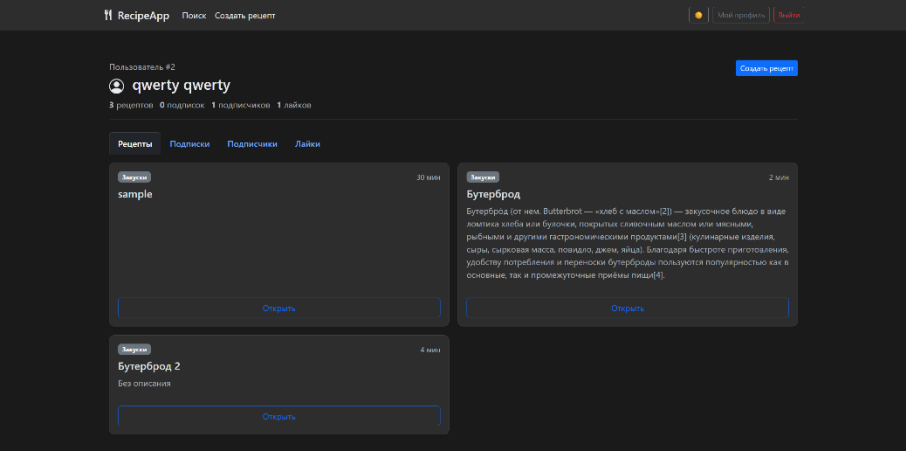 RecipeApp Поиск Создать рецепт Мой профиль Выйти
Пользователь #2 Создать рецепт
qwerty qwerty
3 рецептов 0 подписок 1 подписчиков 1 лайков
Рецепты Подписки Подписчики Лайки
Закуски 30 мин
sample
Открыть
Закуски 2 мин
Бутерброд
Бутербро́д (от нем. Butterbrot — «хлеб с маслом»[2]) — закусочное блюдо в виде
ломтика хлеба или булочки, покрытых сливочным маслом или мясными,
рыбными и другими гастрономическими продуктами[3] (кулинарные изделия,
сыры, сырковая масса, повидло, джем, яйца). Благодаря быстроте приготовления,
удобству потребления и переноски бутерброды пользуются популярностью как в
основные, так и промежуточные приёмы пищи[4].
Открыть
Закуски 4 мин
Бутерброд 2
Без описания
Открыть